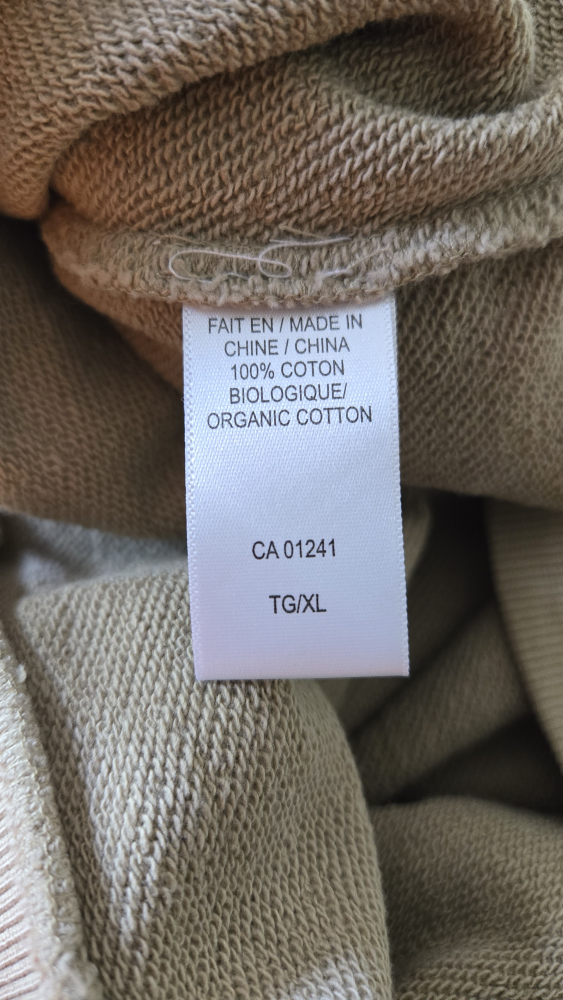 FAIT EN / MADE IN
CHINE / CHINA
100% COTON
BIOLOGIQUE/
ORGANIC COTTON
CA 01241
TG/XL